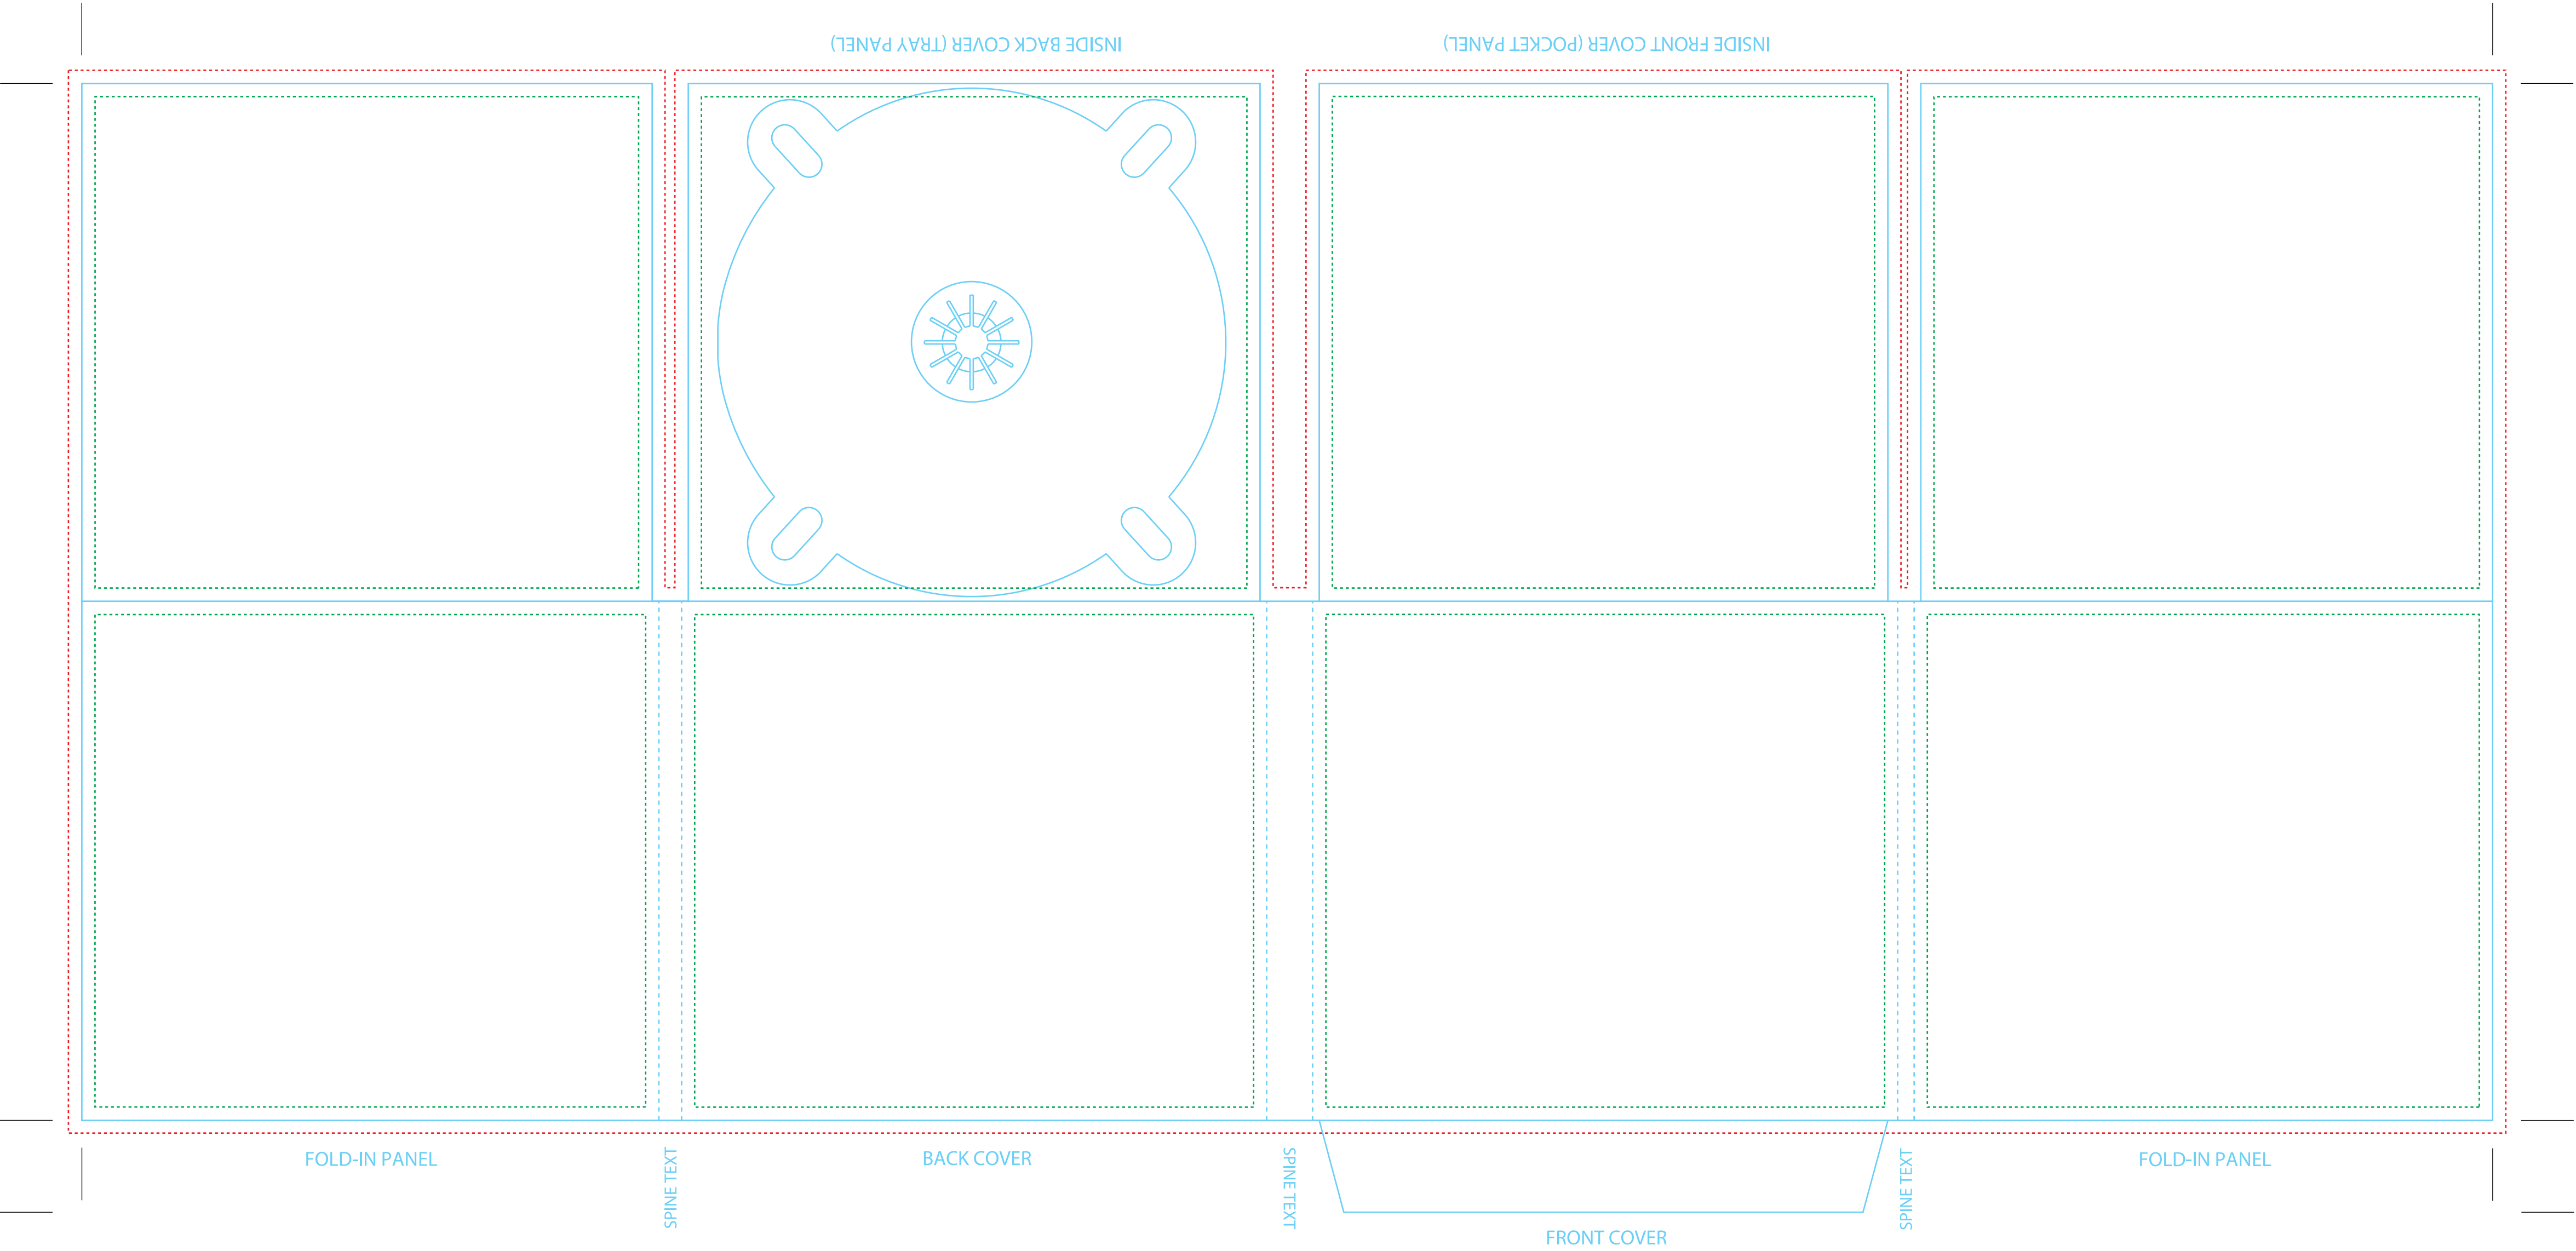 INSIDE BACK COVER (TRAY PANEL)
INSIDE FRONT COVER (POCKET PANEL)
FOLD-IN PANEL
SPINE TEXT
BACK COVER
SPINE TEXT
FRONT COVER
SPINE TEXT
FOLD-IN PANEL